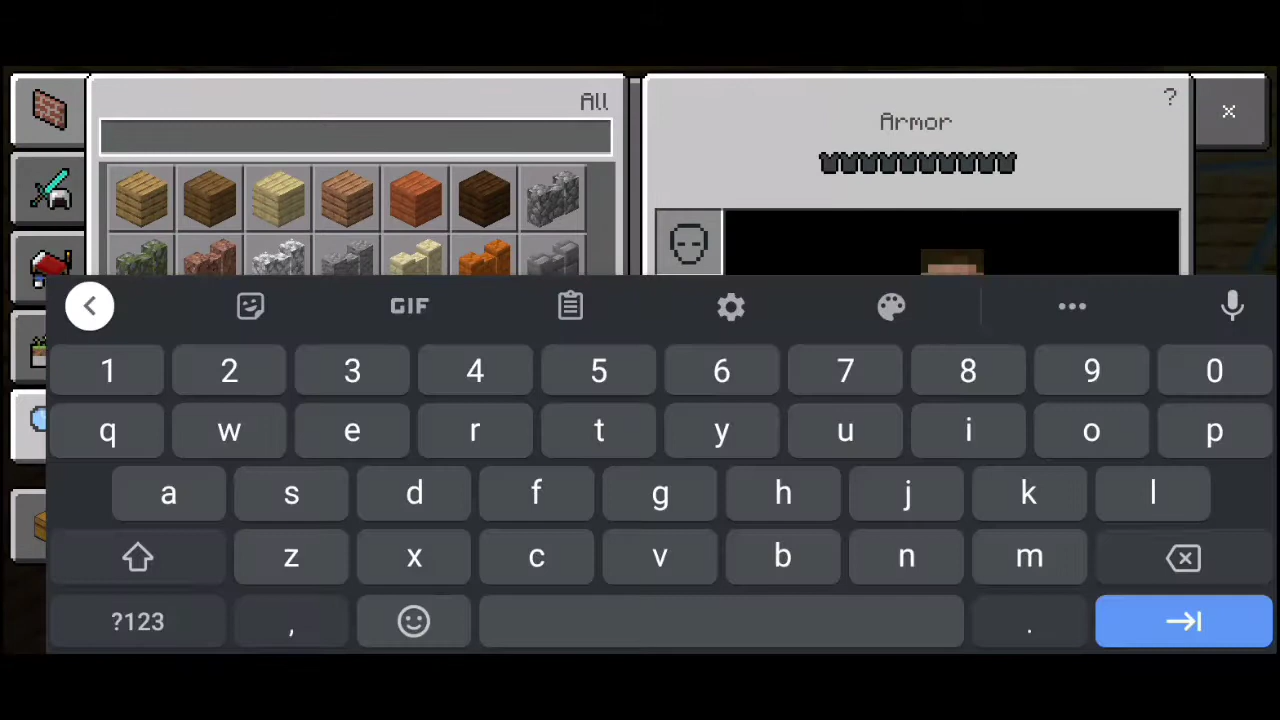 All
?
Armor
GIF
1 2 3 4 5 6 7 8 9 0
q w e r t y u i o p
a s d f g h j k l
z x c v b n m
?123 , .